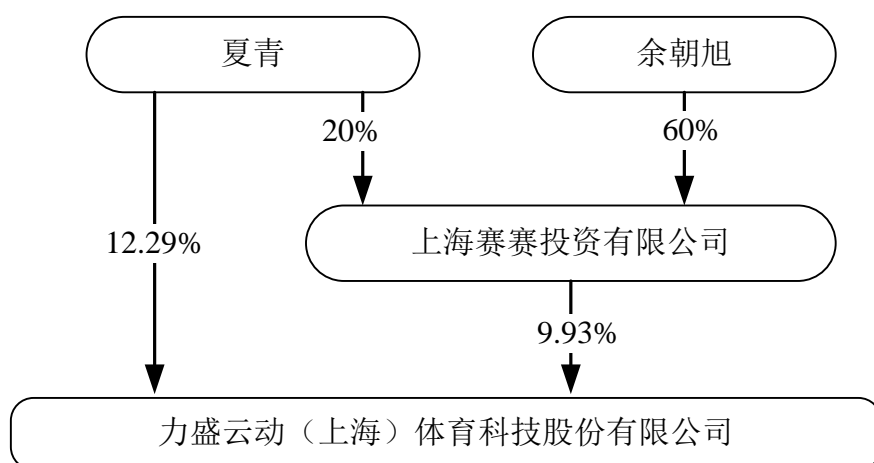 夏青
余朝旭
20%
60%
12.29%
上海赛赛投资有限公司
9.93%
力盛云动（上海）体育科技股份有限公司